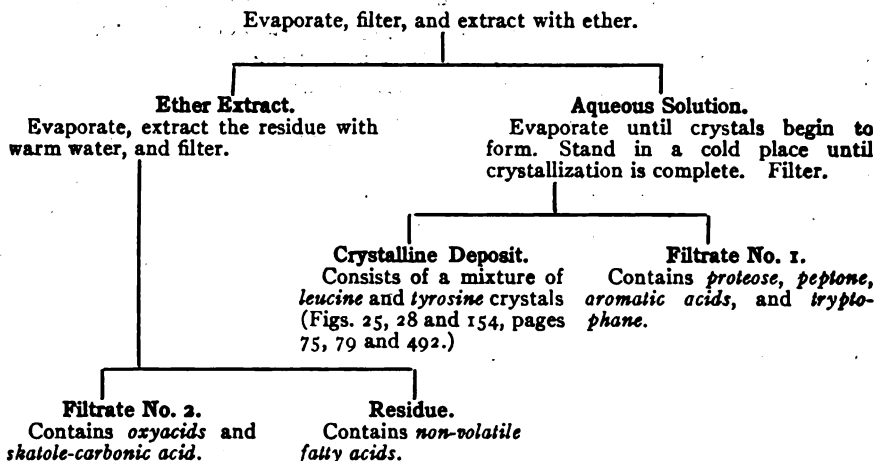 Evaporate, filter, and extract with ether.
Ether Extract.
Evaporate, extract the residue with
warm water, and filter.
Aqueous Solution.
Evaporate until crystals begin to
form. Stand in a cold place until
crystallization is complete. Filter.
Crystalline Deposit.
Consists of a mixture of
leucine and tyrosine crystals
(Figs. 25, 28 and 154, pages
75, 79 and 492.)
Filtrate No. 1.
Contains proteose, peptone,
aromatic acids, and trypto-
phane.
Filtrate No. 2.
Contains oxyacids and
skatole-carbonic acid.
Residue.
Contains non-volatile
fatty acids.